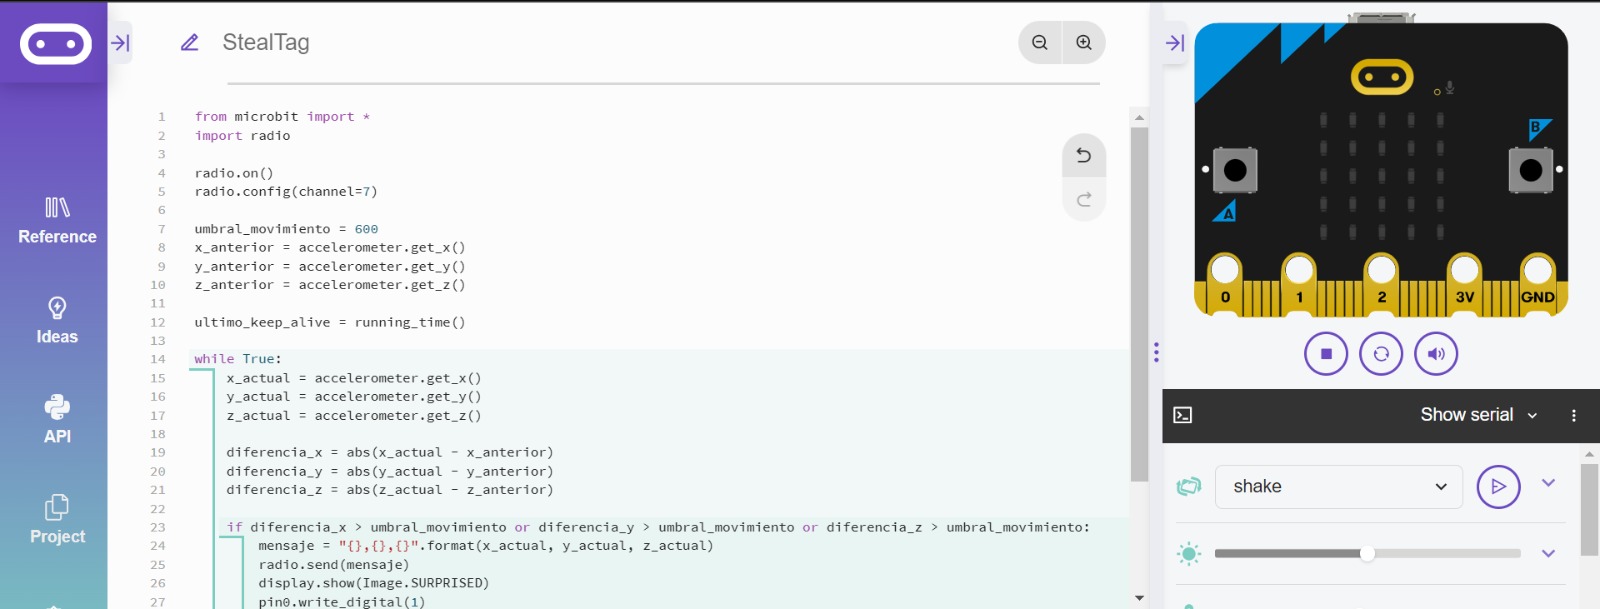 StealTag
Reference
Ideas
API
Project
1 from microbit import *
2 import radio
3
4 radio.on()
5 radio.config(channel=7)
6
7 umbral_movimiento = 600
8 x_anterior = accelerometer.get_x()
9 y_anterior = accelerometer.get_y()
10 z_anterior = accelerometer.get_z()
11
12 ultimo_keep_alive = running_time()
13
14 while True:
15 x_actual = accelerometer.get_x()
16 y_actual = accelerometer.get_y()
17 z_actual = accelerometer.get_z()
18
19 diferencia_x = abs(x_actual - x_anterior)
20 diferencia_y = abs(y_actual - y_anterior)
21 diferencia_z = abs(z_actual - z_anterior)
22
23 if diferencia_x > umbral_movimiento or diferencia_y > umbral_movimiento or diferencia_z > umbral_movimiento:
24 mensaje = "{},{},{}".format(x_actual, y_actual, z_actual)
25 radio.send(mensaje)
26 display.show(Image.SURPRISED)
27 pin0.write_digital(1)
B
A
0 1 2 3V GND
Show serial
shake